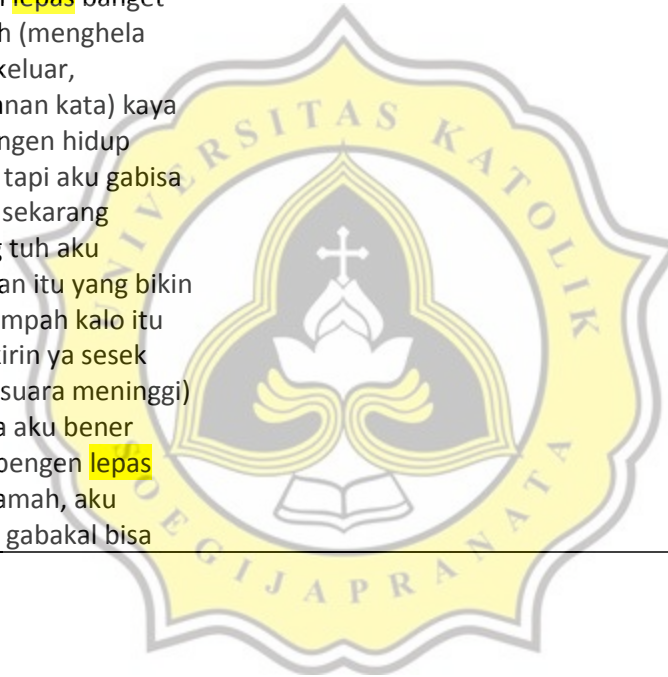 lepas banget
h (menghela
keluar,
nan kata) kaya
ngen hidup
tapi aku gabisa
sekarang
g tuh aku
an itu yang bikin
mpah kalo itu
kirin ya sesek
suara meninggi)
a aku bener
pengen lepas
amah, aku
gabakal bisa
UNIVERSITAS KATOLIK
SOEGIJAPRANATA